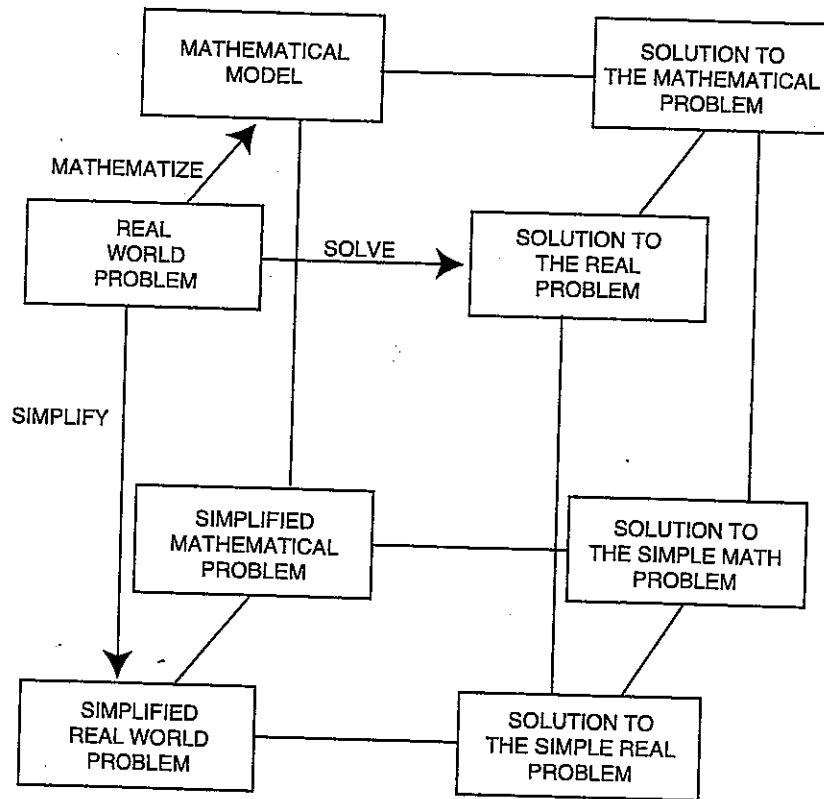 MATHEMATICAL
MODEL
SOLUTION TO
THE MATHEMATICAL
PROBLEM
MATHEMATIZE
REAL
WORLD
PROBLEM
SOLVE
SOLUTION TO
THE REAL
PROBLEM
SIMPLIFY
SIMPLIFIED
MATHEMATICAL
PROBLEM
SOLUTION TO
THE SIMPLE MATH
PROBLEM
SIMPLIFIED
REAL WORLD
PROBLEM
SOLUTION TO
THE SIMPLE REAL
PROBLEM